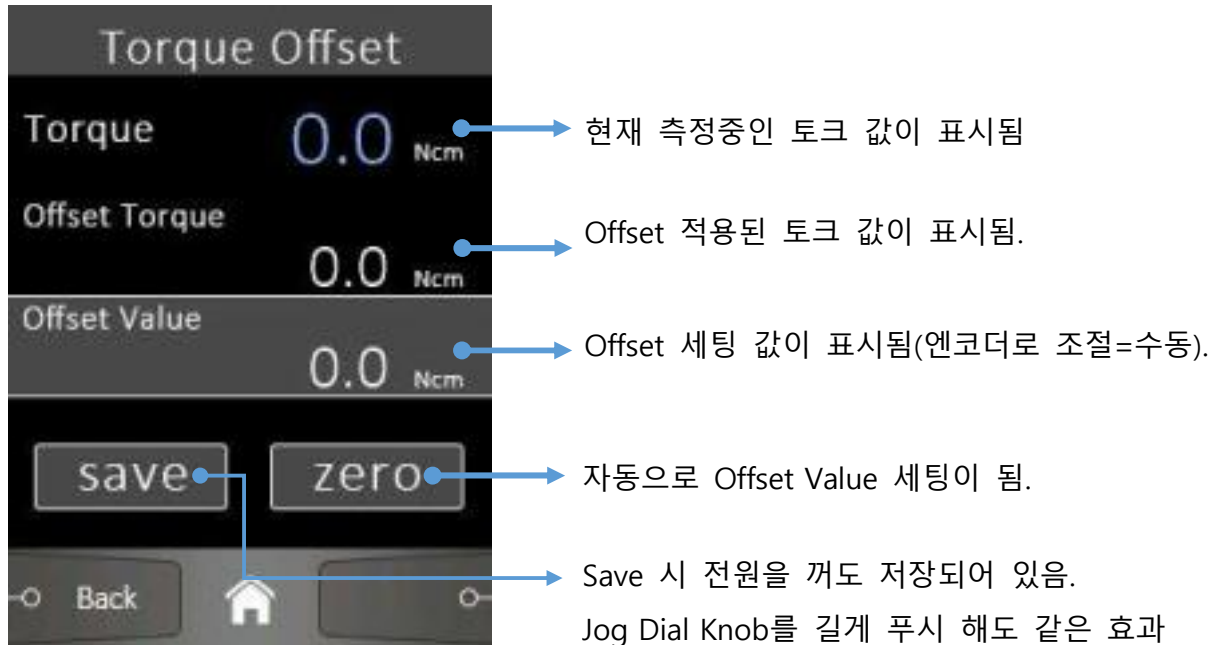 Torque Offset
Torque 0.0 Ncm
현재 측정중인 토크 값이 표시됨
Offset Torque
0.0 Ncm
Offset 적용된 토크 값이 표시됨.
Offset Value
0.0 Ncm
Offset 세팅 값이 표시됨(엔코더로 조절=수동).
save zero
자동으로 Offset Value 세팅이 됨.
Back
Save 시 전원을 꺼도 저장되어 있음.
Jog Dial Knob를 길게 푸시 해도 같은 효과